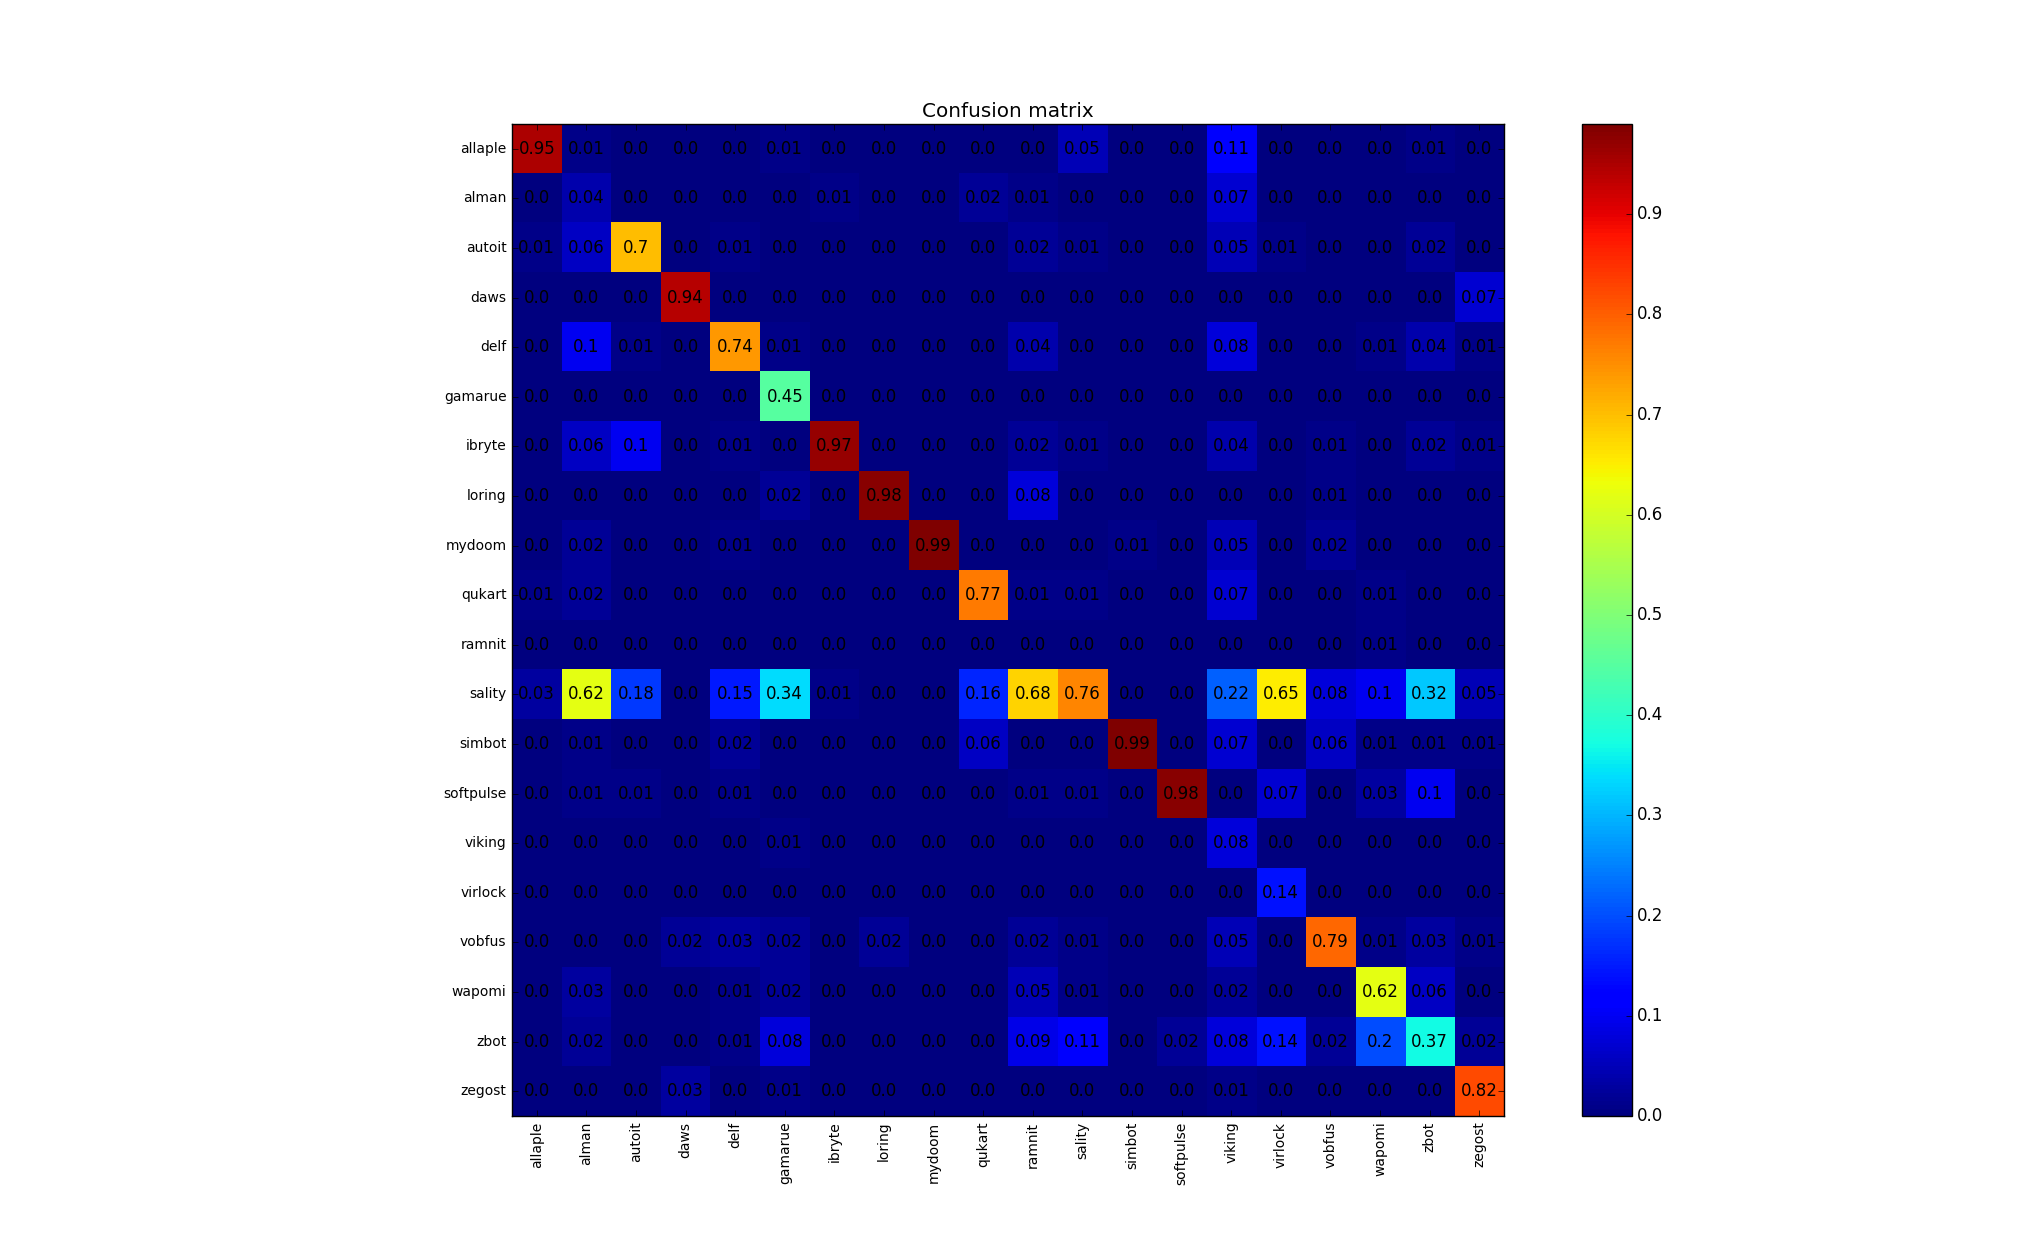 Confusion matrix
allaple 0.95 0.01 0.0 0.0 0.0 0.01 0.0 0.0 0.0 0.0 0.0 0.05 0.0 0.0 0.11 0.0 0.0 0.0 0.01 0.0
alman 0.0 0.04 0.0 0.0 0.0 0.0 0.01 0.0 0.0 0.02 0.01 0.0 0.0 0.0 0.07 0.0 0.0 0.0 0.0 0.0
autoit 0.01 0.06 0.7 0.0 0.01 0.0 0.0 0.0 0.0 0.0 0.02 0.01 0.0 0.0 0.05 0.01 0.0 0.0 0.02 0.0
daws 0.0 0.0 0.0 0.94 0.0 0.0 0.0 0.0 0.0 0.0 0.0 0.0 0.0 0.0 0.0 0.0 0.0 0.0 0.0 0.07
delf 0.0 0.1 0.01 0.0 0.74 0.01 0.0 0.0 0.0 0.0 0.04 0.0 0.0 0.0 0.08 0.0 0.0 0.01 0.04 0.01
gamarue 0.0 0.0 0.0 0.0 0.0 0.45 0.0 0.0 0.0 0.0 0.0 0.0 0.0 0.0 0.0 0.0 0.0 0.0 0.0 0.0
ibryte 0.0 0.06 0.1 0.0 0.01 0.0 0.97 0.0 0.0 0.0 0.02 0.01 0.0 0.0 0.04 0.0 0.01 0.0 0.02 0.01
loring 0.0 0.0 0.0 0.0 0.0 0.02 0.0 0.98 0.0 0.0 0.08 0.0 0.0 0.0 0.0 0.0 0.01 0.0 0.0 0.0
mydoom 0.0 0.02 0.0 0.0 0.01 0.0 0.0 0.0 0.99 0.0 0.0 0.0 0.01 0.0 0.05 0.0 0.02 0.0 0.0 0.0
qukart 0.01 0.02 0.0 0.0 0.0 0.0 0.0 0.0 0.0 0.77 0.01 0.01 0.0 0.0 0.07 0.0 0.0 0.01 0.0 0.0
ramnit 0.0 0.0 0.0 0.0 0.0 0.0 0.0 0.0 0.0 0.0 0.0 0.0 0.0 0.0 0.0 0.0 0.0 0.01 0.0 0.0
sality 0.03 0.62 0.18 0.0 0.15 0.34 0.01 0.0 0.0 0.16 0.68 0.76 0.0 0.0 0.22 0.65 0.08 0.1 0.32 0.05
simbot 0.0 0.01 0.0 0.0 0.02 0.0 0.0 0.0 0.0 0.06 0.0 0.0 0.99 0.0 0.07 0.0 0.06 0.01 0.01 0.01
softpulse 0.0 0.01 0.01 0.0 0.01 0.0 0.0 0.0 0.0 0.0 0.01 0.01 0.0 0.98 0.0 0.07 0.0 0.03 0.1 0.0
viking 0.0 0.0 0.0 0.0 0.0 0.01 0.0 0.0 0.0 0.0 0.0 0.0 0.0 0.0 0.08 0.0 0.0 0.0 0.0 0.0
virlock 0.0 0.0 0.0 0.0 0.0 0.0 0.0 0.0 0.0 0.0 0.0 0.0 0.0 0.0 0.0 0.14 0.0 0.0 0.0 0.0
vobfus 0.0 0.0 0.0 0.02 0.03 0.02 0.0 0.02 0.0 0.0 0.02 0.01 0.0 0.0 0.05 0.0 0.79 0.01 0.03 0.01
wapomi 0.0 0.03 0.0 0.0 0.01 0.02 0.0 0.0 0.0 0.0 0.05 0.01 0.0 0.0 0.02 0.0 0.0 0.62 0.06 0.0
zbot 0.0 0.02 0.0 0.0 0.01 0.08 0.0 0.0 0.0 0.0 0.09 0.11 0.0 0.02 0.08 0.14 0.02 0.2 0.37 0.02
zegost 0.0 0.0 0.0 0.03 0.0 0.01 0.0 0.0 0.0 0.0 0.0 0.0 0.0 0.0 0.01 0.0 0.0 0.0 0.0 0.82
allaple alman autoit daws delf gamarue ibryte loring mydoom qukart ramnit sality simbot softpulse viking virlock vobfus wapomi zbot zegost
0.9
0.8
0.7
0.6
0.5
0.4
0.3
0.2
0.1
0.0